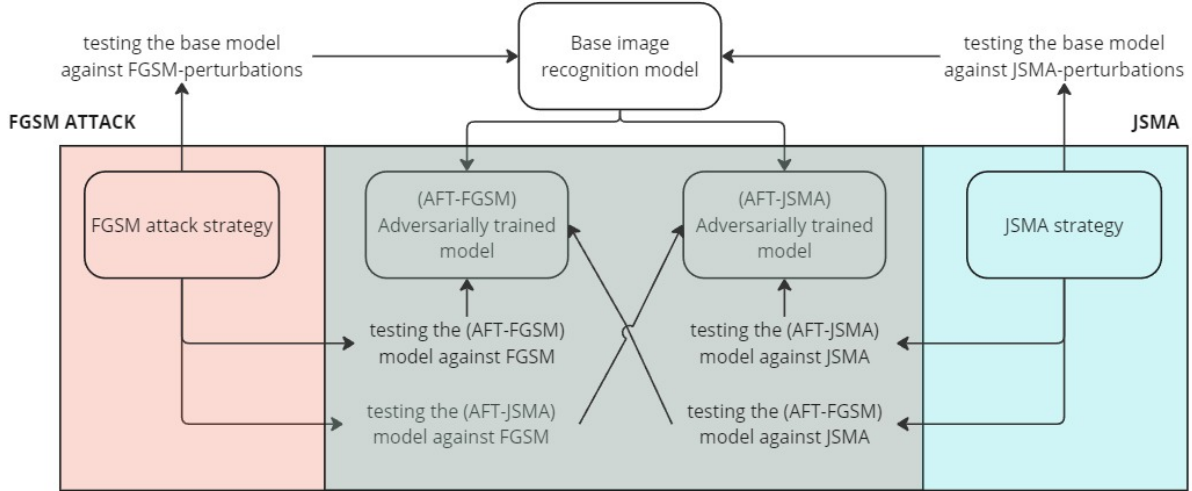 testing the base model
against FGSM-perturbations
Base image
recognition model
testing the base model
against JSMA-perturbations
FGSM ATTACK
JSMA
FGSM attack strategy
(AFT-FGSM)
Adversarially trained
model
(AFT-JSMA)
Adversarially trained
model
JSMA strategy
testing the (AFT-FGSM)
model against FGSM
testing the (AFT-JSMA)
model against JSMA
testing the (AFT-JSMA)
model against FGSM
testing the (AFT-FGSM)
model against JSMA